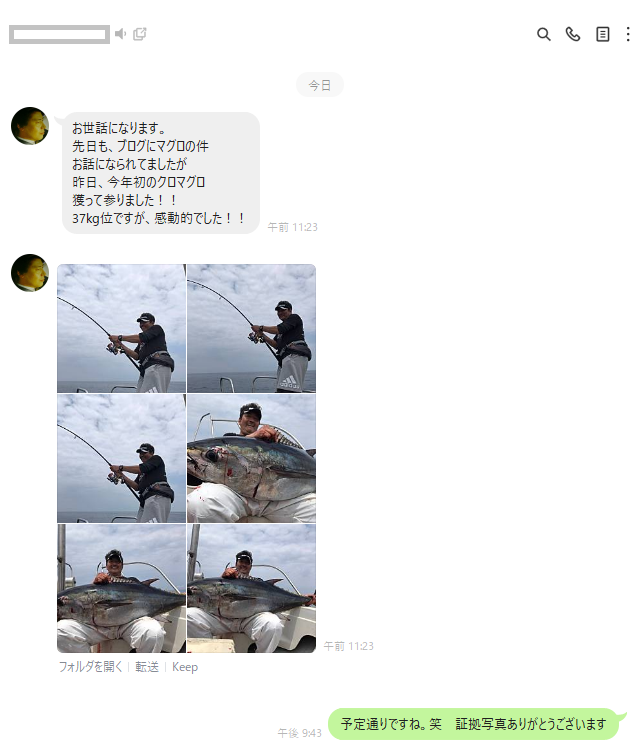 今日
お世話になります。
先日も、ブログにマグロの件
お話になられてましたが
昨日、今年初のクロマグロ
獲って参りました！！
37kg位ですが、感動的でした！！
午前 11:23
adidas
午前 11:23
フォルダを開く | 転送 | Keep
午後 9:43
予定通りですね。笑　証拠写真ありがとうございます